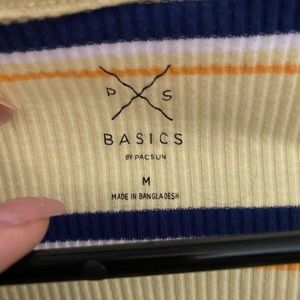 P S
BASICS
BY PACSUN
M
MADE IN BANGLADESH